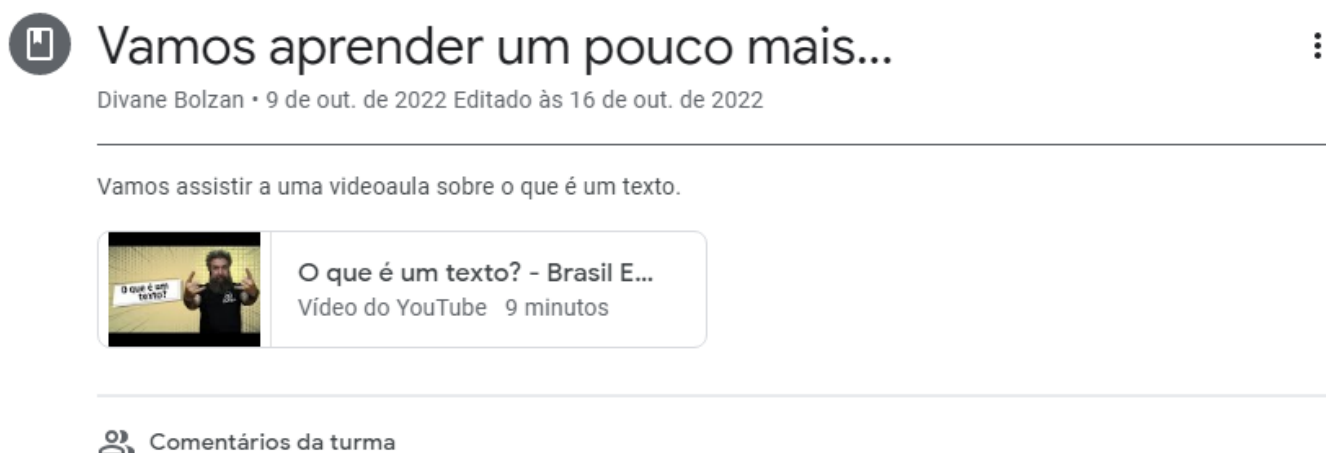 Vamos aprender um pouco mais...
Divane Bolzan • 9 de out. de 2022 Editado às 16 de out. de 2022
Vamos assistir a uma videoaula sobre o que é um texto.
O que é um texto?
O que é um texto? - Brasil E...
Vídeo do YouTube 9 minutos
Comentários da turma